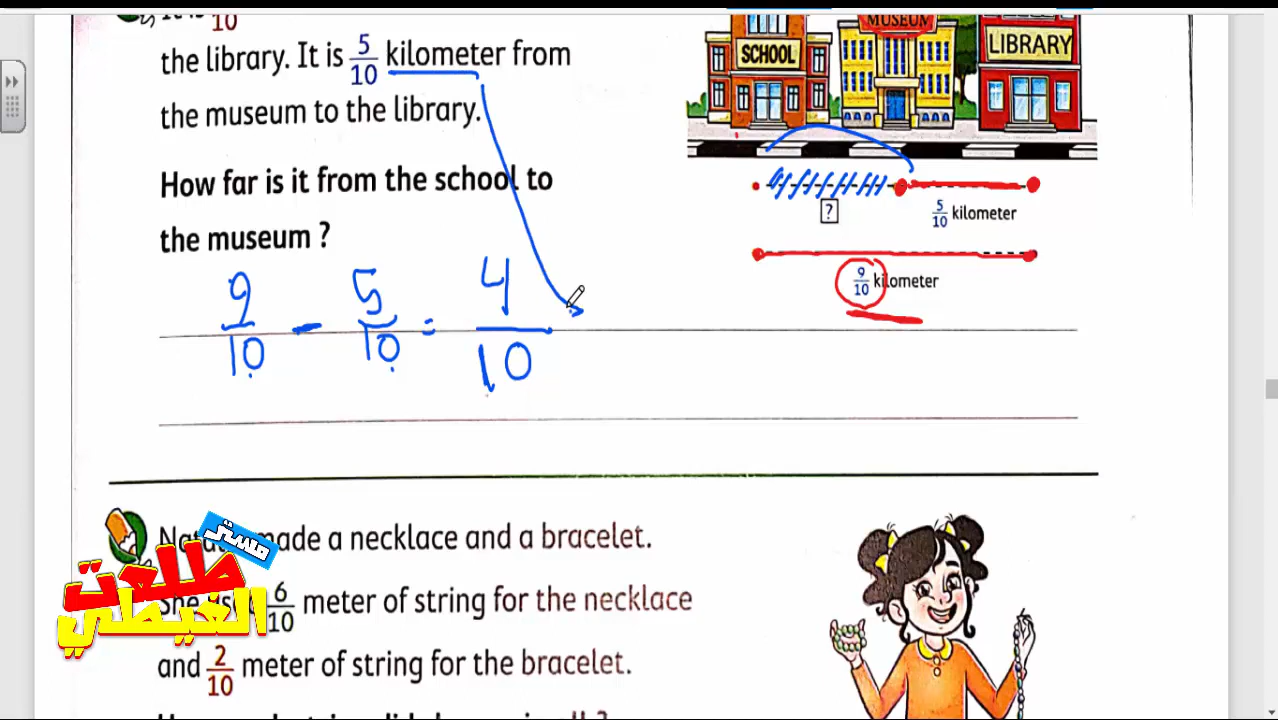 10
the library. It is 5/10 kilometer from
the museum to the library.
How far is it from the school to
the museum ?
9/10 - 5/10 = 4/10
SCHOOL
MUSEUM
LIBRARY
?
5/10 kilometer
9/10 kilometer
made a necklace and a bracelet.
She 6/10 meter of string for the necklace
and 2/10 meter of string for the bracelet.
مستر
طلعت
الغيطي